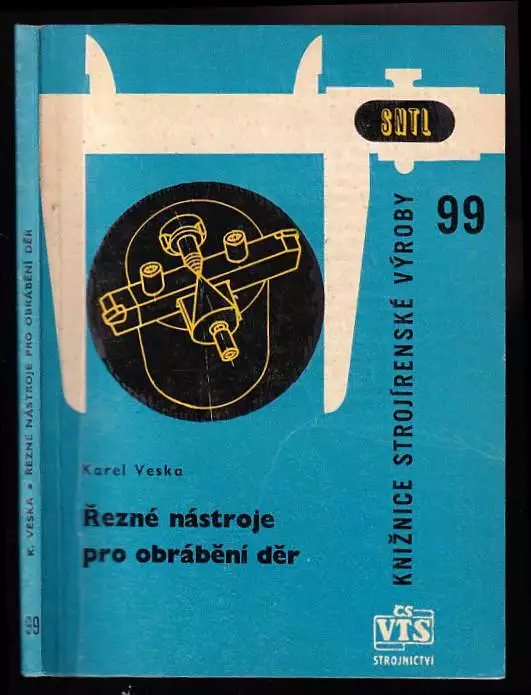 SNTL
99
KNIŽNICE STROJÍRENSKÉ VÝROBY
Karel Veska
Řezné nástroje
pro obrábění děr
ČS
VTS
STROJNICTVÍ
K. VESKA • ŘEZNÉ NÁSTROJE PRO OBRÁBĚNÍ DĚR
99